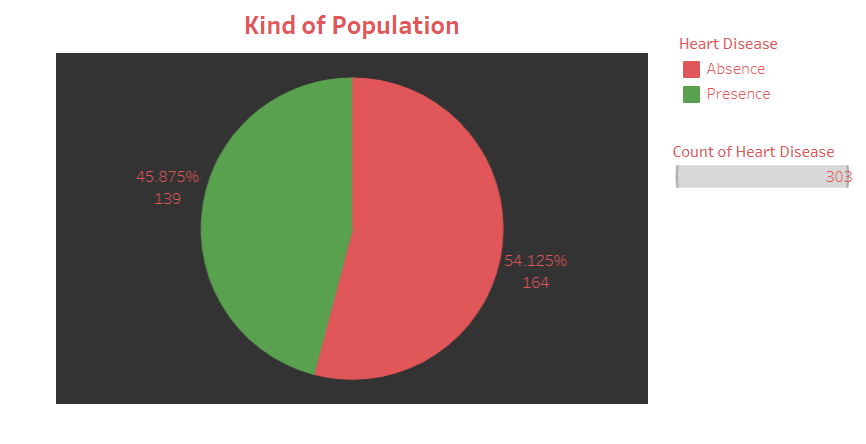 Kind of Population
45.875%
139
54.125%
164
Heart Disease
Absence
Presence
Count of Heart Disease
303